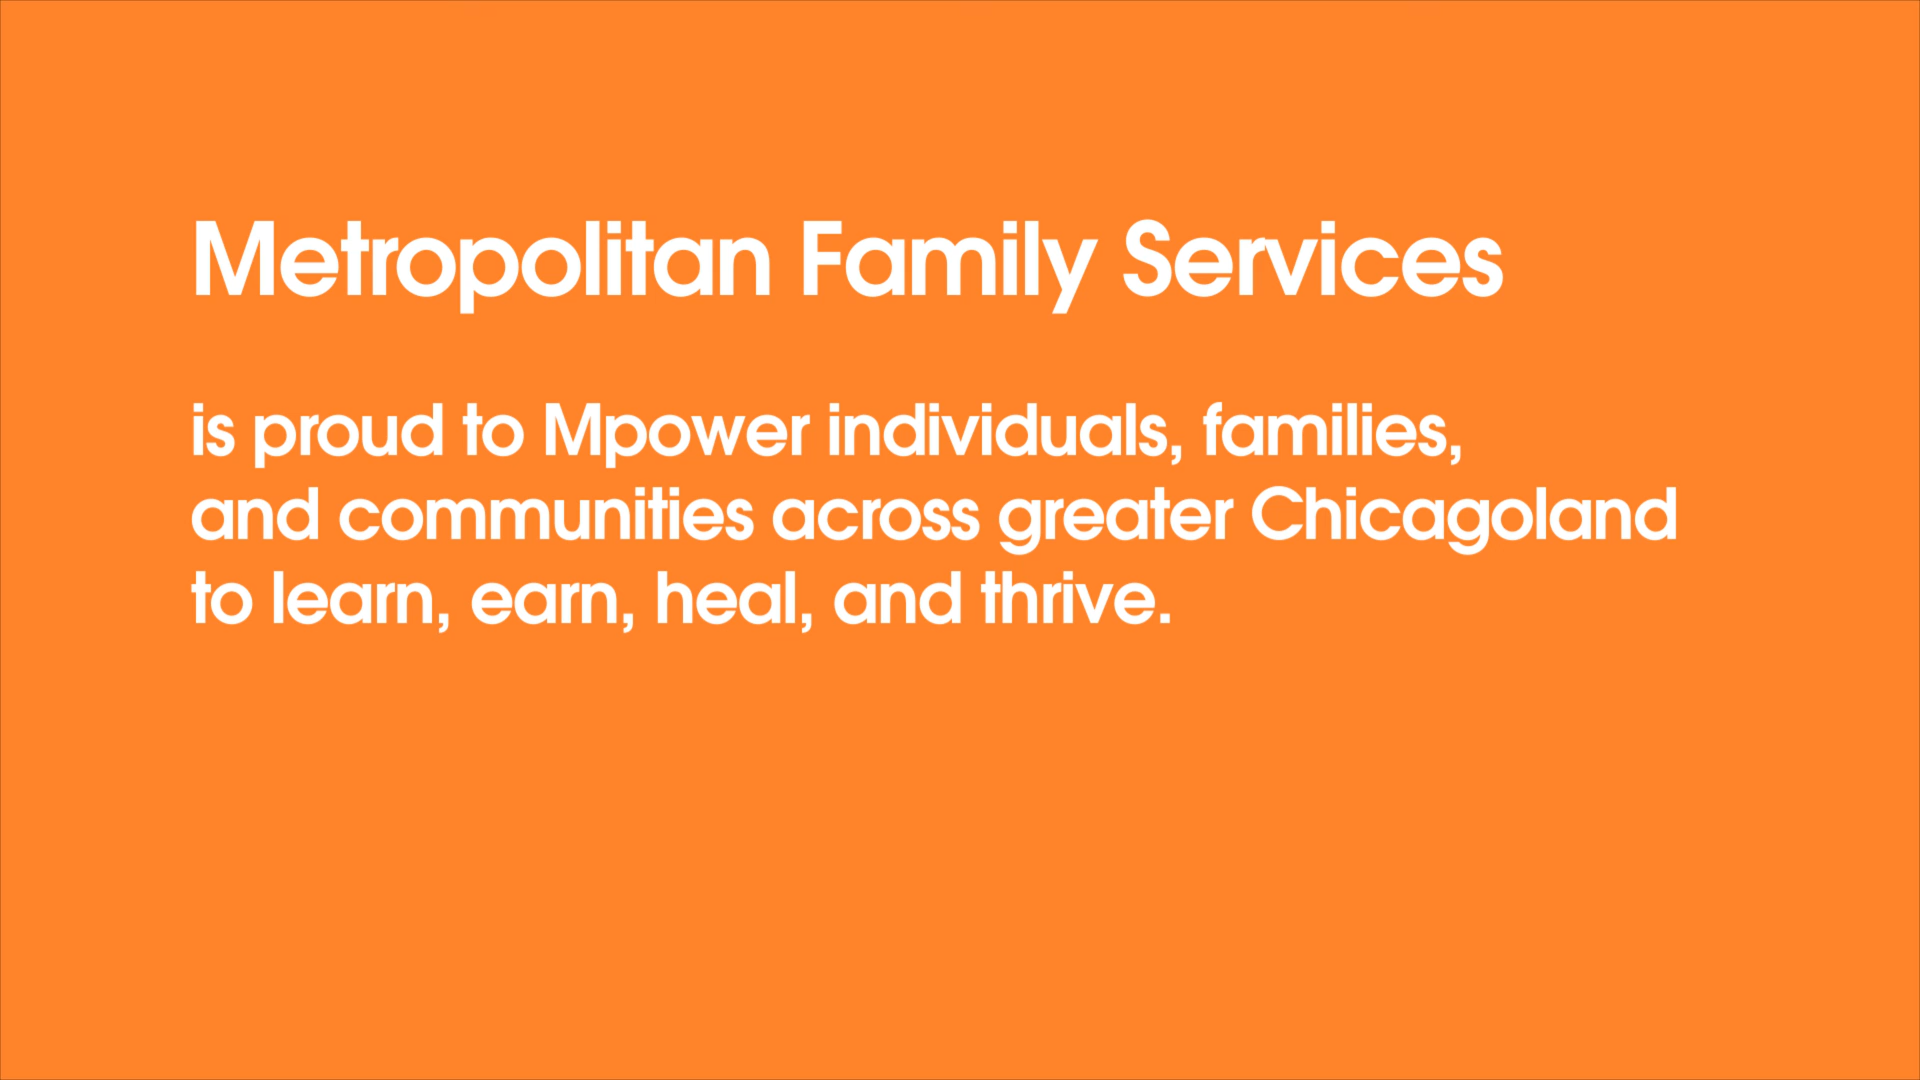 Metropolitan Family Services
is proud to Mpower individuals, families,
and communities across greater Chicagoland
to learn, earn, heal, and thrive.